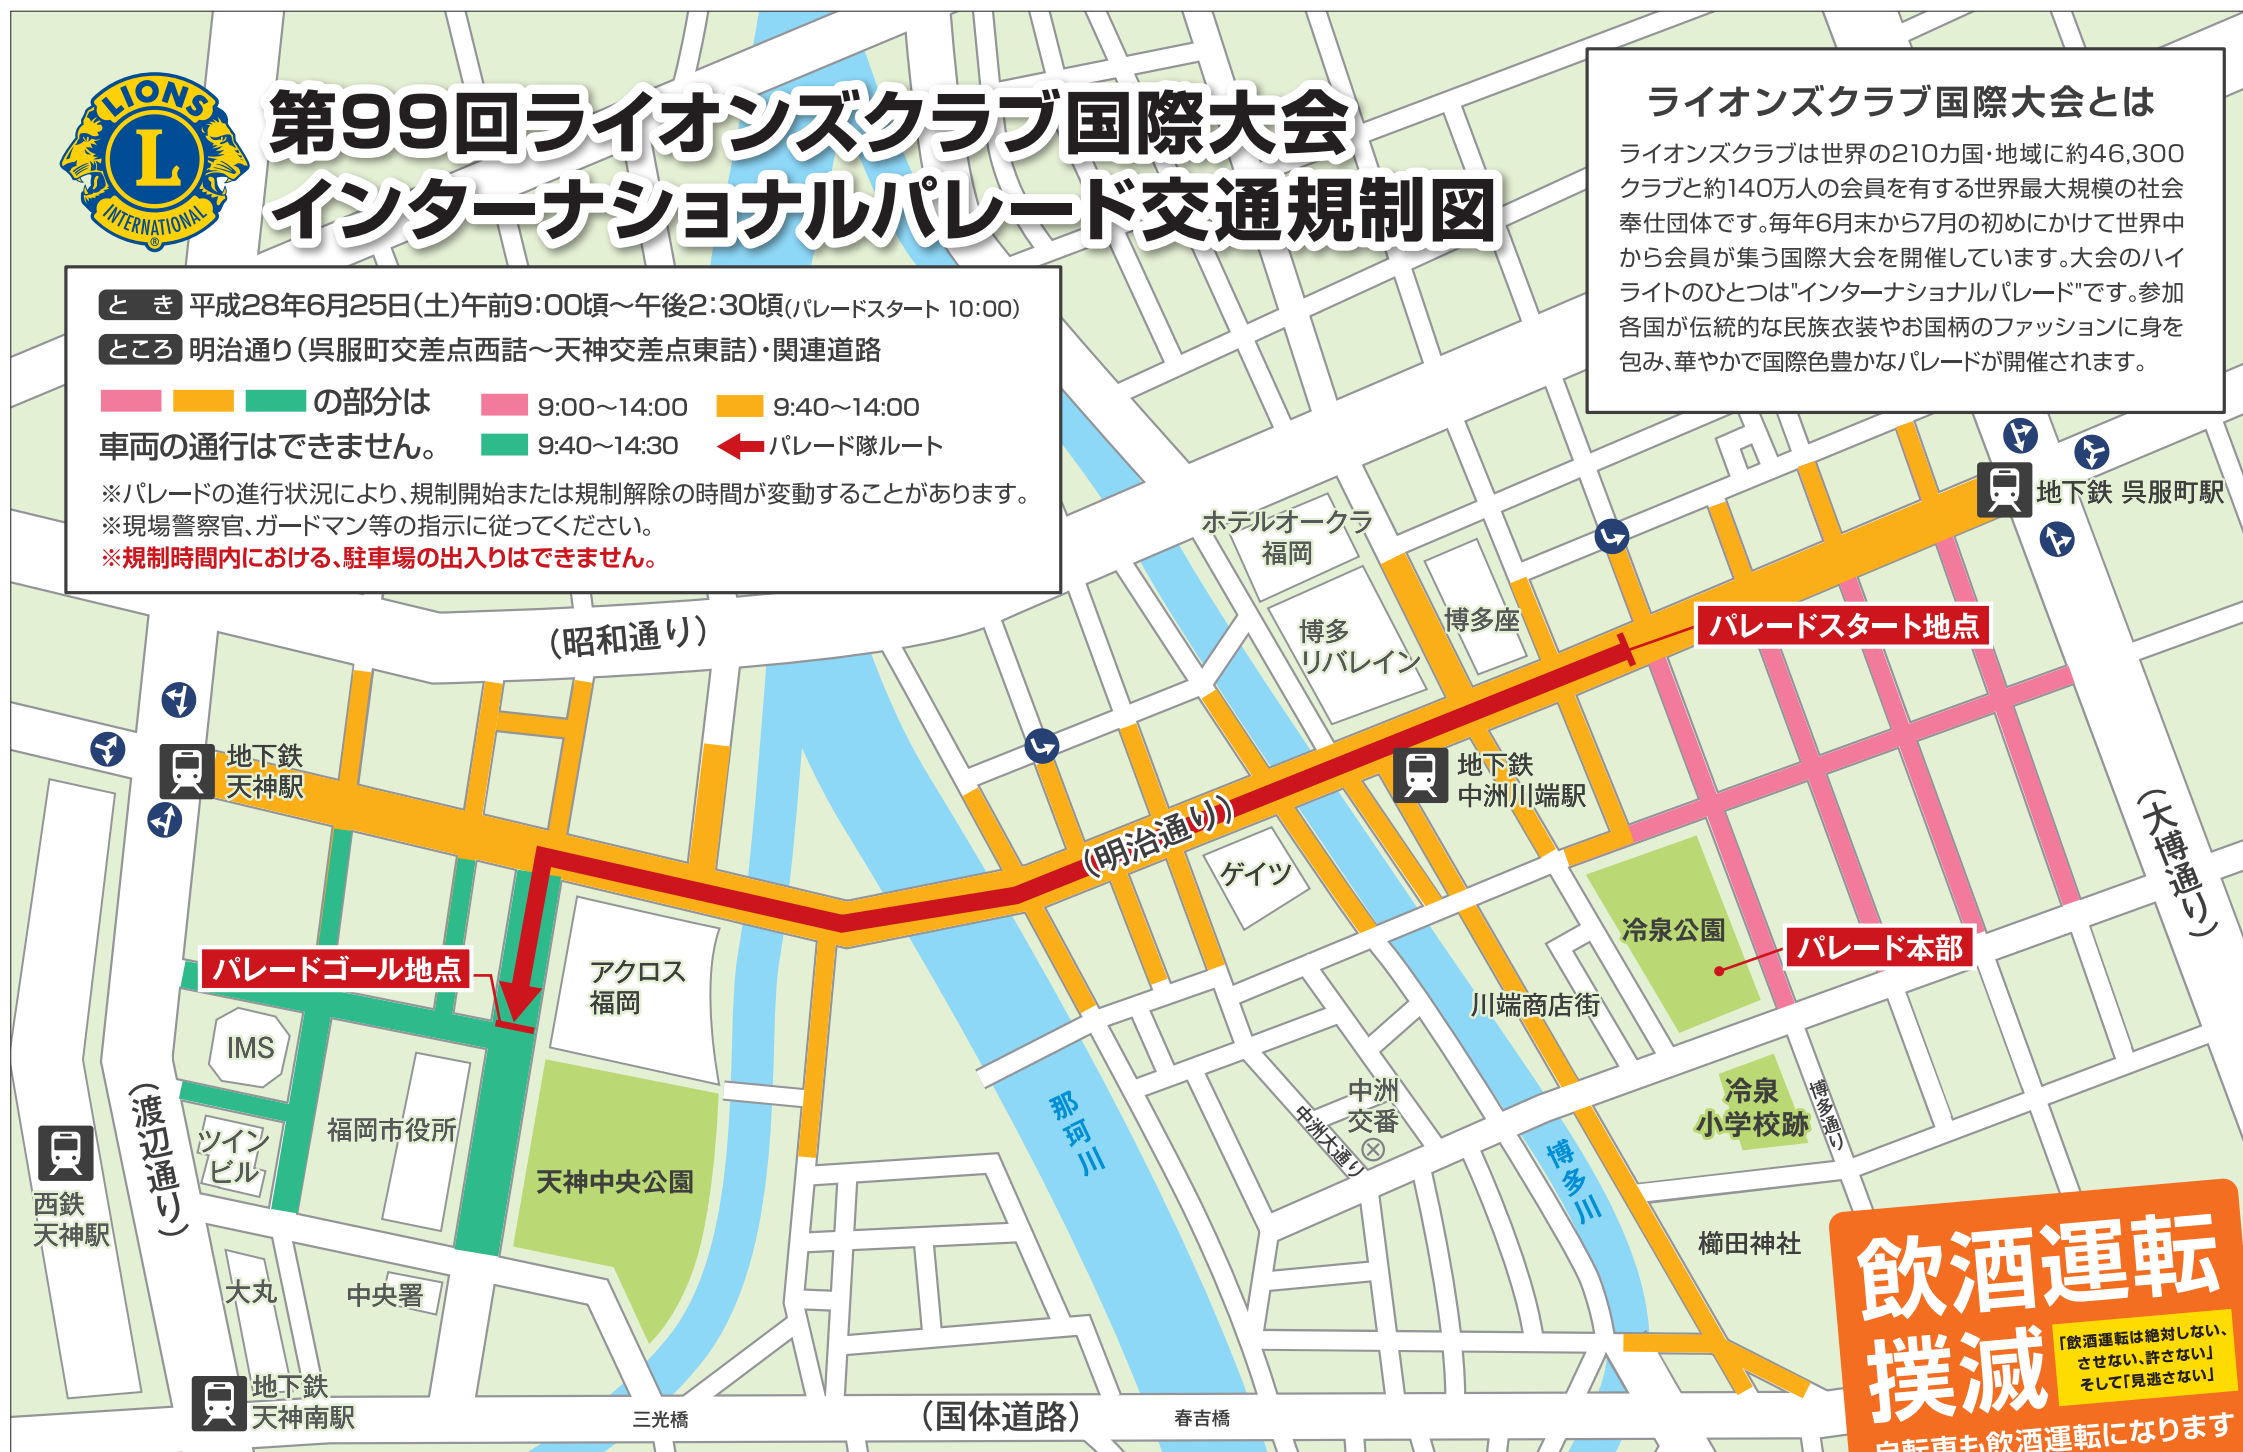 LIONS
L
INTERNATIONAL
®
第99回ライオンズクラブ国際大会
インターナショナルパレード交通規制図
ライオンズクラブ国際大会とは
ライオンズクラブは世界の210カ国・地域に約46,300
クラブと約140万人の会員を有する世界最大規模の社会
奉仕団体です。毎年6月末から7月の初めにかけて世界中
から会員が集う国際大会を開催しています。大会のハイ
ライトのひとつは"インターナショナルパレード"です。参加
各国が伝統的な民族衣装やお国柄のファッションに身を
包み、華やかで国際色豊かなパレードが開催されます。
とき 平成28年6月25日(土)午前9:00頃〜午後2:30頃(パレードスタート 10:00)
ところ 明治通り(呉服町交差点西詰〜天神交差点東詰)・関連道路
の部分は
車両の通行はできません。
9:00〜14:00
9:40〜14:00
9:40〜14:30
パレード隊ルート
※パレードの進行状況により、規制開始または規制解除の時間が変動することがあります。
※現場警察官、ガードマン等の指示に従ってください。
※規制時間内における、駐車場の出入りはできません。
地下鉄 呉服町駅
ホテルオークラ
福岡
博多
リバレイン
博多座
(昭和通り)
パレードスタート地点
地下鉄
天神駅
地下鉄
中洲川端駅
(明治通り)
(大博通り)
ゲイツ
冷泉公園
パレード本部
パレードゴール地点
アクロス
福岡
川端商店街
IMS
福岡市役所
ツイン
ビル
(渡辺通り)
西鉄
天神駅
天神中央公園
那珂川
中洲
交番
中洲大通り
博多川
冷泉
小学校跡
博多通り
櫛田神社
大丸
中央署
地下鉄
天神南駅
三光橋
(国体道路)
春吉橋
飲酒運転
撲滅
「飲酒運転は絶対しない、
させない、許さない」
そして「見逃さない」
自転車も飲酒運転になります